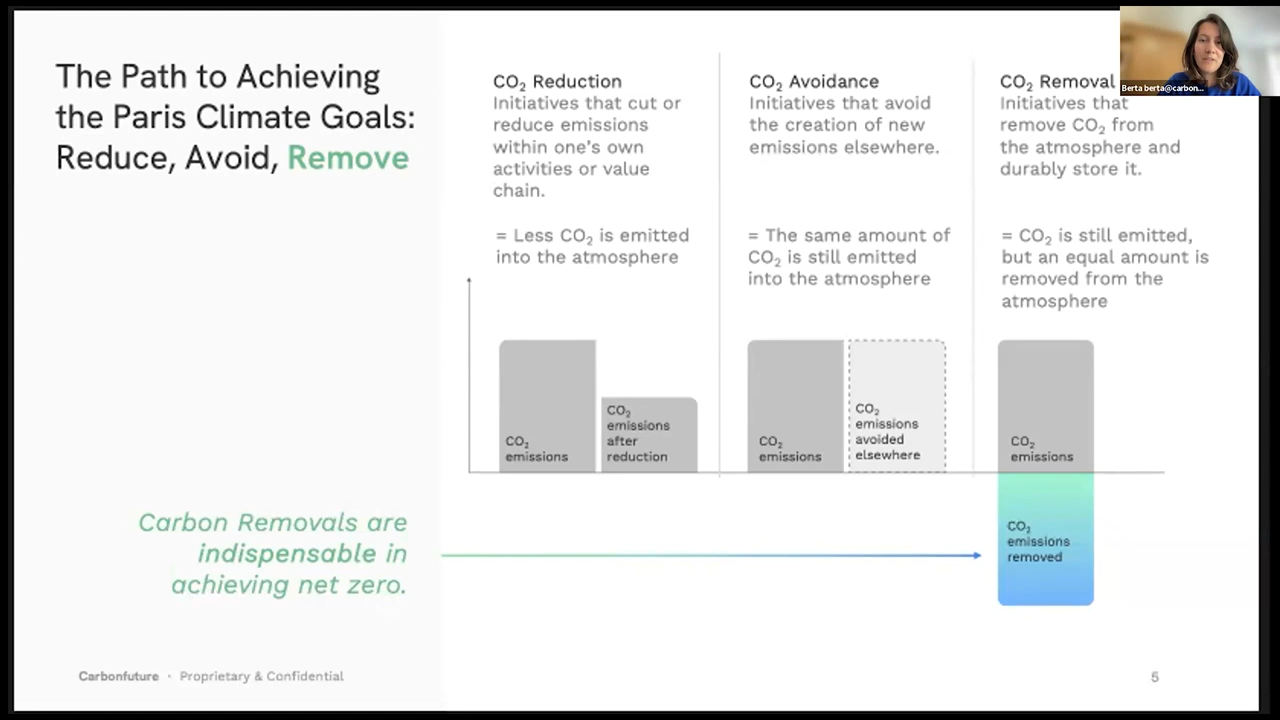 The Path to Achieving
the Paris Climate Goals:
Reduce, Avoid, Remove
CO₂ Reduction
Initiatives that cut or
reduce emissions
within one's own
activities or value
chain.
= Less CO₂ is emitted
into the atmosphere
CO₂ Avoidance
Initiatives that avoid
the creation of new
emissions elsewhere.
= The same amount of
CO₂ is still emitted
into the atmosphere
CO₂ Removal
Initiatives that
remove CO₂ from
the atmosphere and
durably store it.
= CO₂ is still emitted,
but an equal amount is
removed from the
atmosphere
Berta berta@carbon...
CO₂
emissions
CO₂
emissions
after
reduction
CO₂
emissions
CO₂
emissions
avoided
elsewhere
CO₂
emissions
CO₂
emissions
removed
Carbon Removals are
indispensable in
achieving net zero.
Carbonfuture · Proprietary & Confidential
5